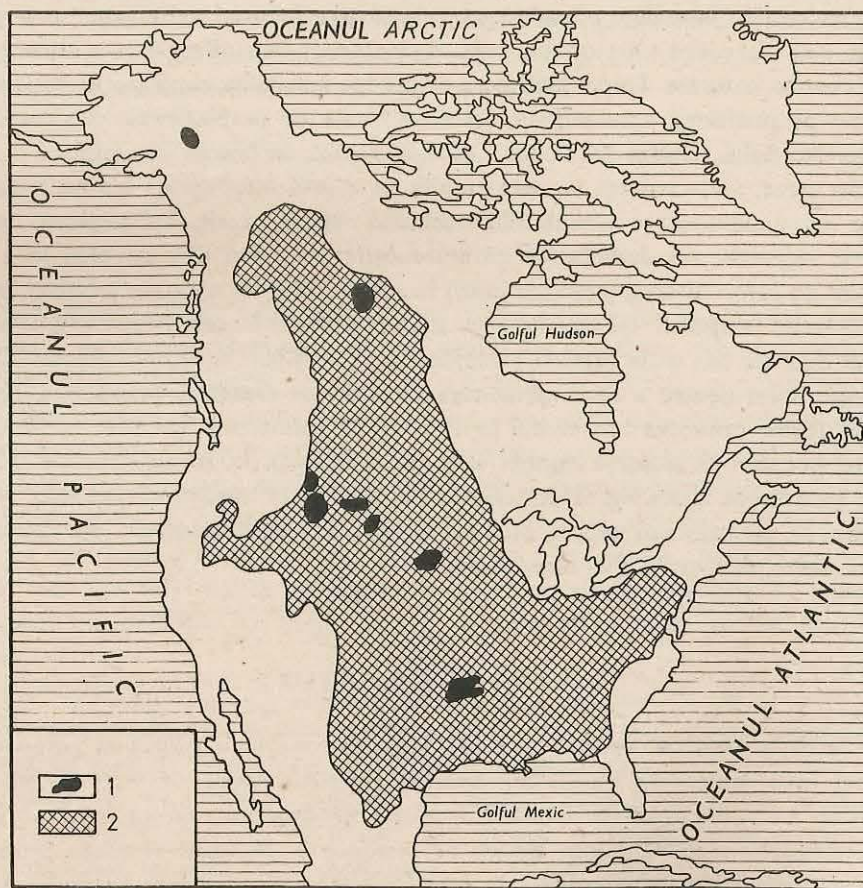 OCEANUL ARCTIC
OCEANUL PACIFIC
Golful Hudson
OCEANUL ATLANTIC
Golful Mexic
1
2